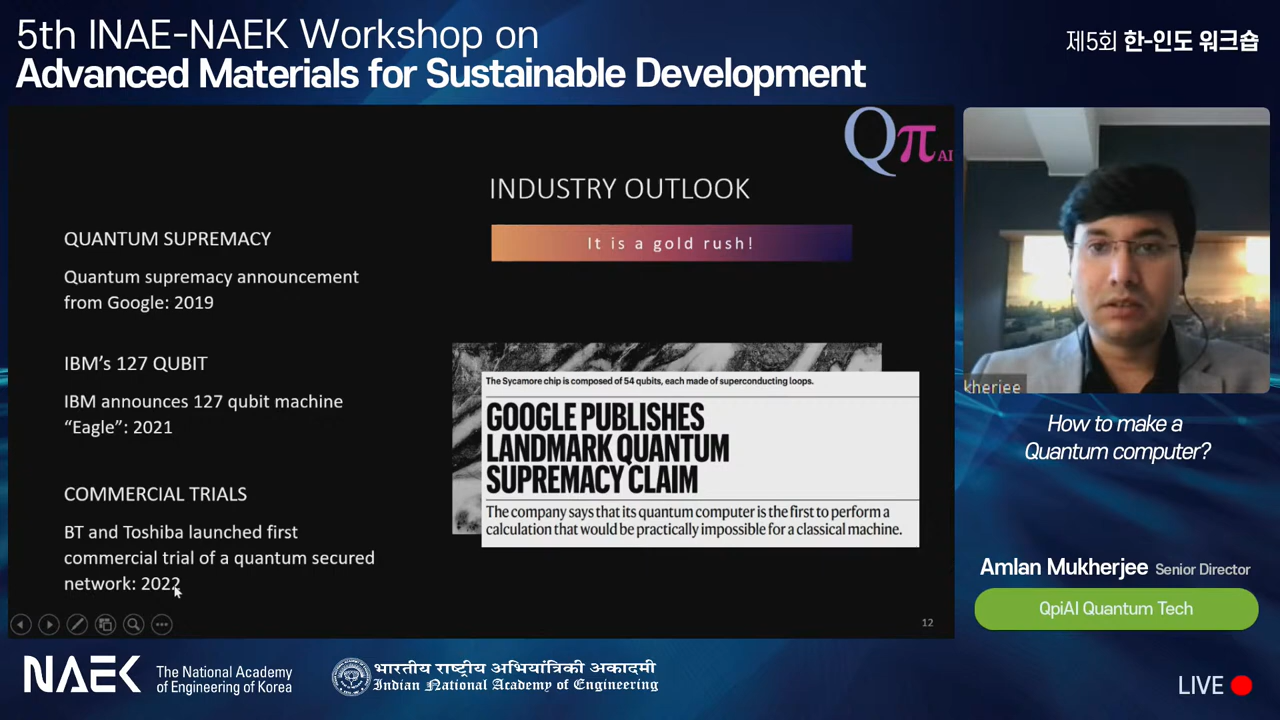 5th INAE-NAEK Workshop on
Advanced Materials for Sustainable Development
제5회 한-인도 워크숍
Qπ AI
INDUSTRY OUTLOOK
It is a gold rush!
QUANTUM SUPREMACY
Quantum supremacy announcement
from Google: 2019
IBM's 127 QUBIT
IBM announces 127 qubit machine
“Eagle”: 2021
COMMERCIAL TRIALS
BT and Toshiba launched first
commercial trial of a quantum secured
network: 2022
The Sycamore chip is composed of 54 qubits, each made of superconducting loops.
GOOGLE PUBLISHES
LANDMARK QUANTUM
SUPREMACY CLAIM
The company says that its quantum computer is the first to perform a
calculation that would be practically impossible for a classical machine.
12
kherjee
How to make a
Quantum computer?
Amlan Mukherjee Senior Director
QpiAI Quantum Tech
NAEK
The National Academy
of Engineering of Korea
भारतीय राष्ट्रीय अभियांत्रिकी अकादमी
Indian National Academy of Engineering
LIVE